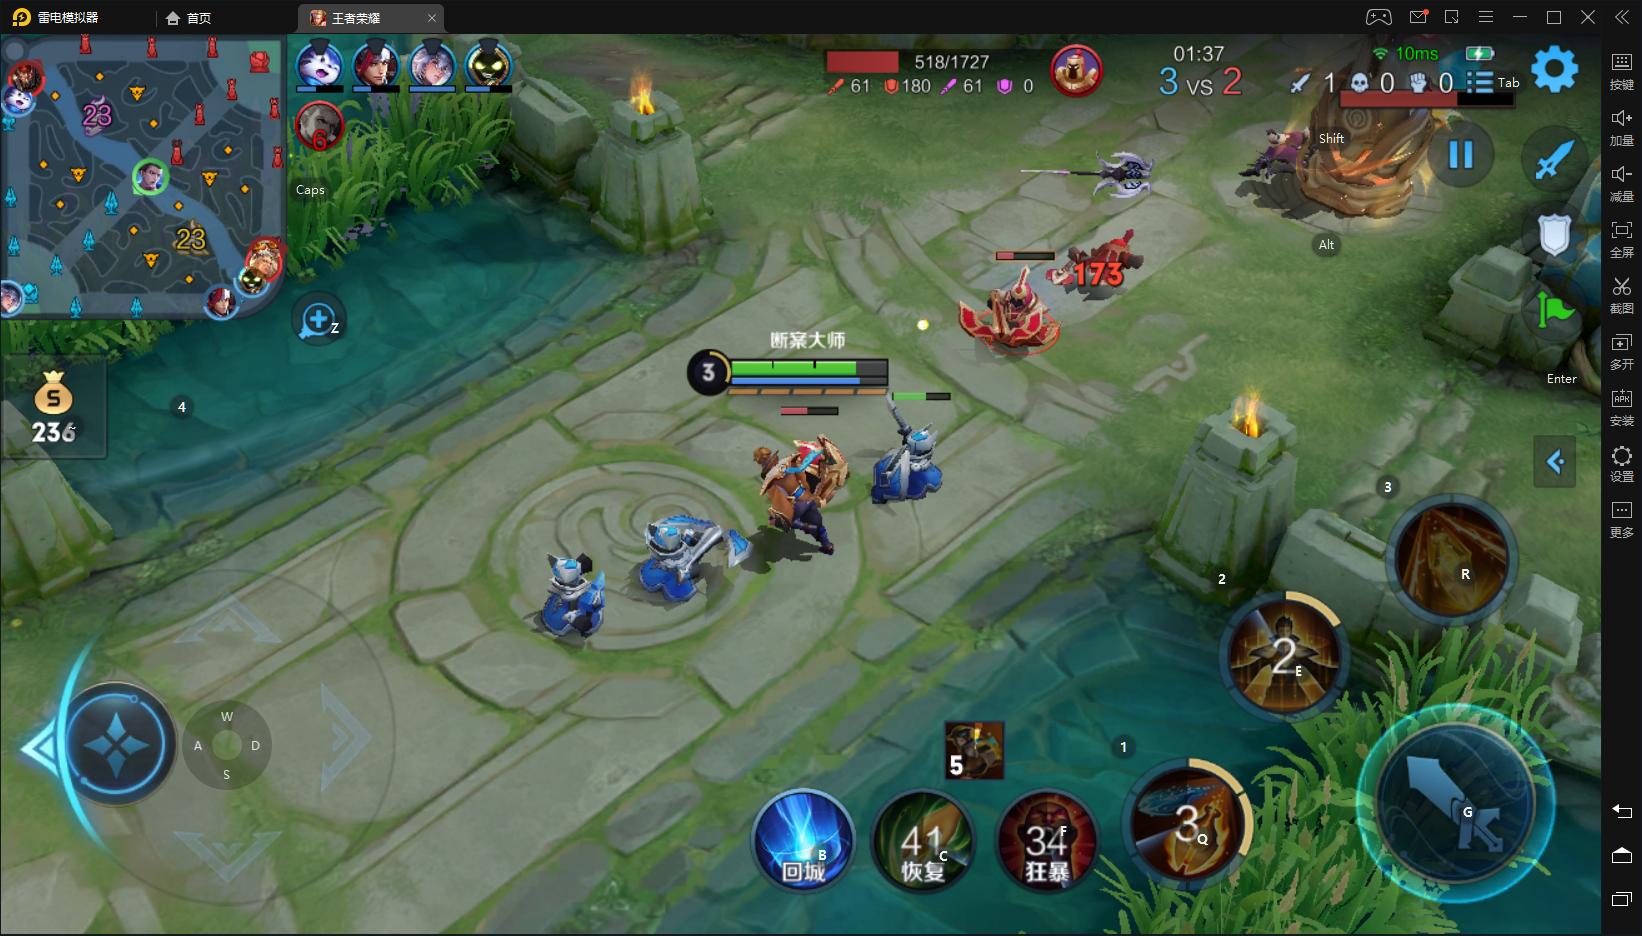 雷电模拟器
首页
王者荣耀
×
518/1727
61
180
61
0
01:37
3 VS 2
10ms
1
0
0
Tab
23
23
6
Caps
Shift
Alt
Enter
Z
S
236
4
断案大师
3
173
按键
加量
减量
全屏
截图
多开
APK
安装
设置
更多
3
R
2
2
E
W
A
D
S
5
1
回城
B
41
恢复
C
34
狂暴
F
3
Q
G